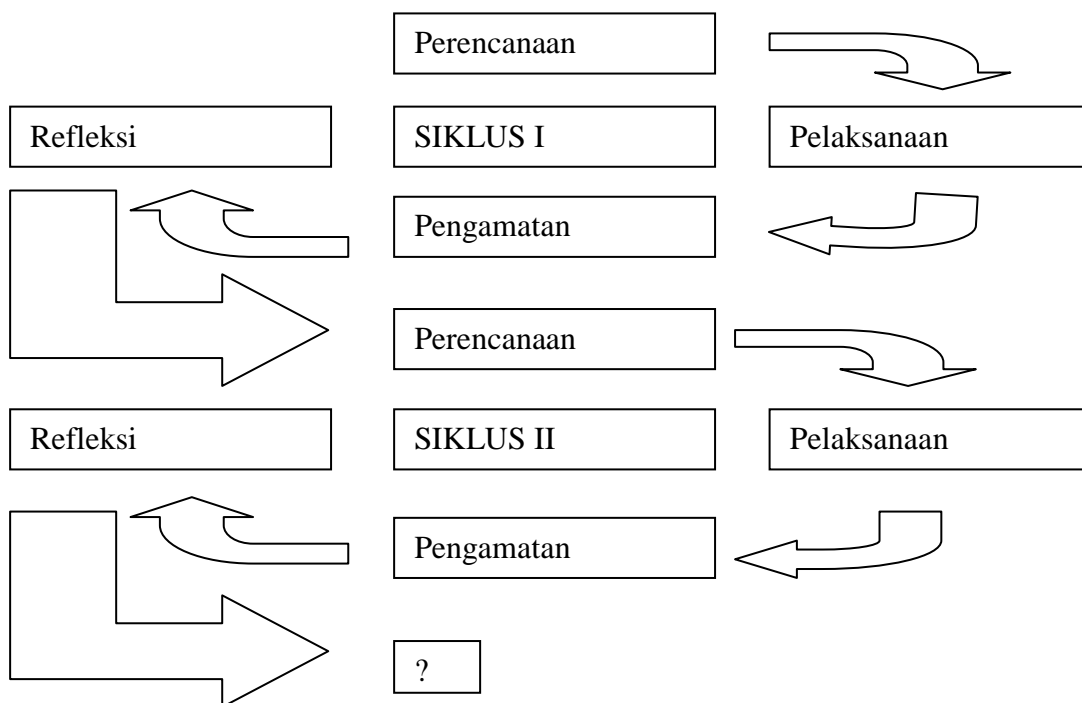 Perencanaan
Refleksi
SIKLUS I
Pelaksanaan
Pengamatan
Perencanaan
Refleksi
SIKLUS II
Pelaksanaan
Pengamatan
?